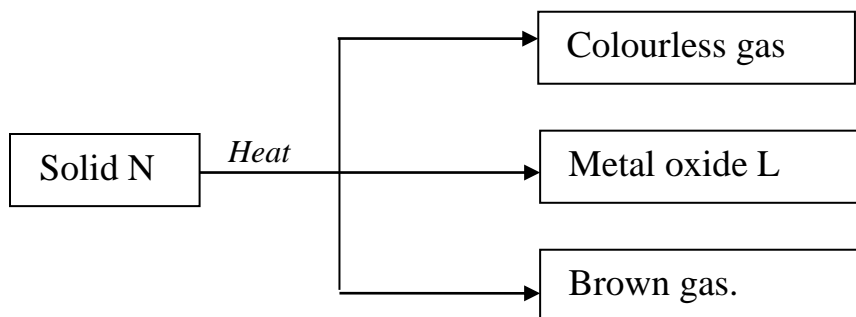 Colourless gas
Solid N
Heat
Metal oxide L
Brown gas.